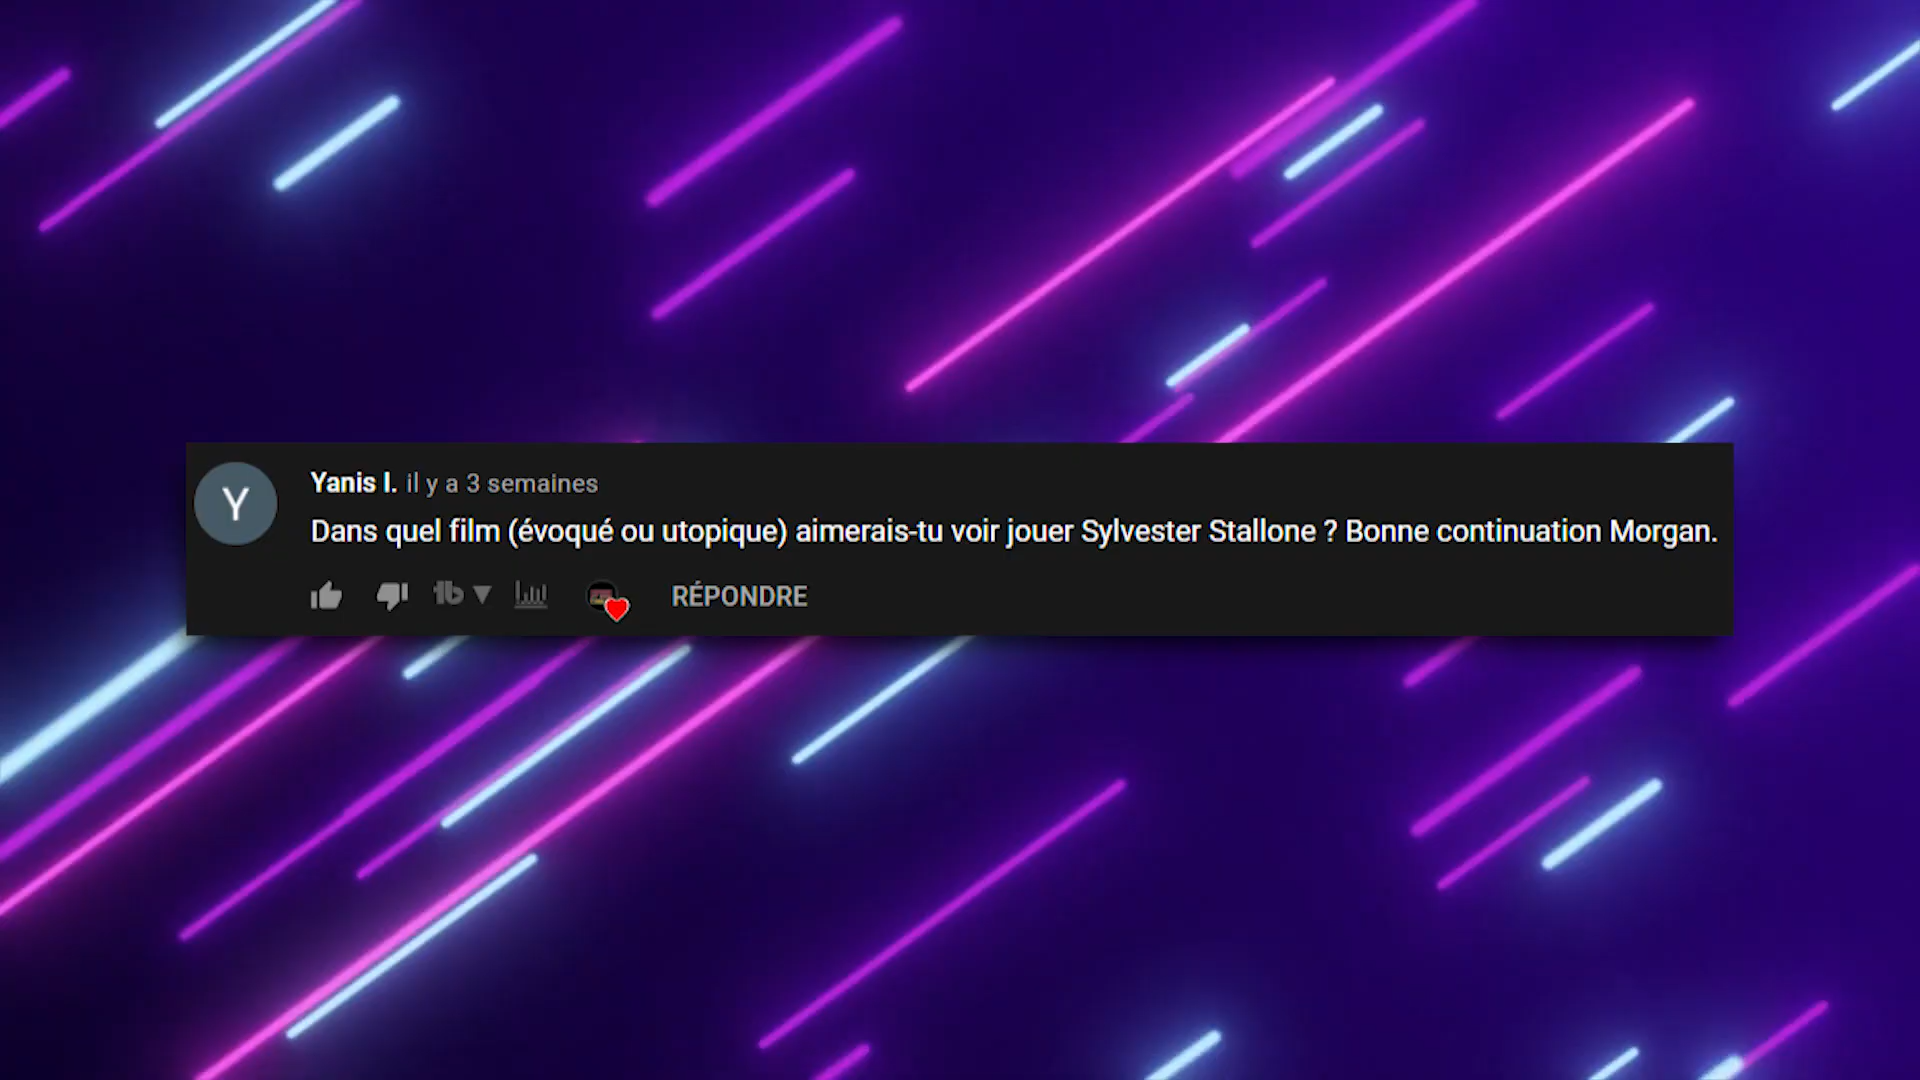 Y
Yanis I. il y a 3 semaines
Dans quel film (évoqué ou utopique) aimerais-tu voir jouer Sylvester Stallone ? Bonne continuation Morgan.
RÉPONDRE